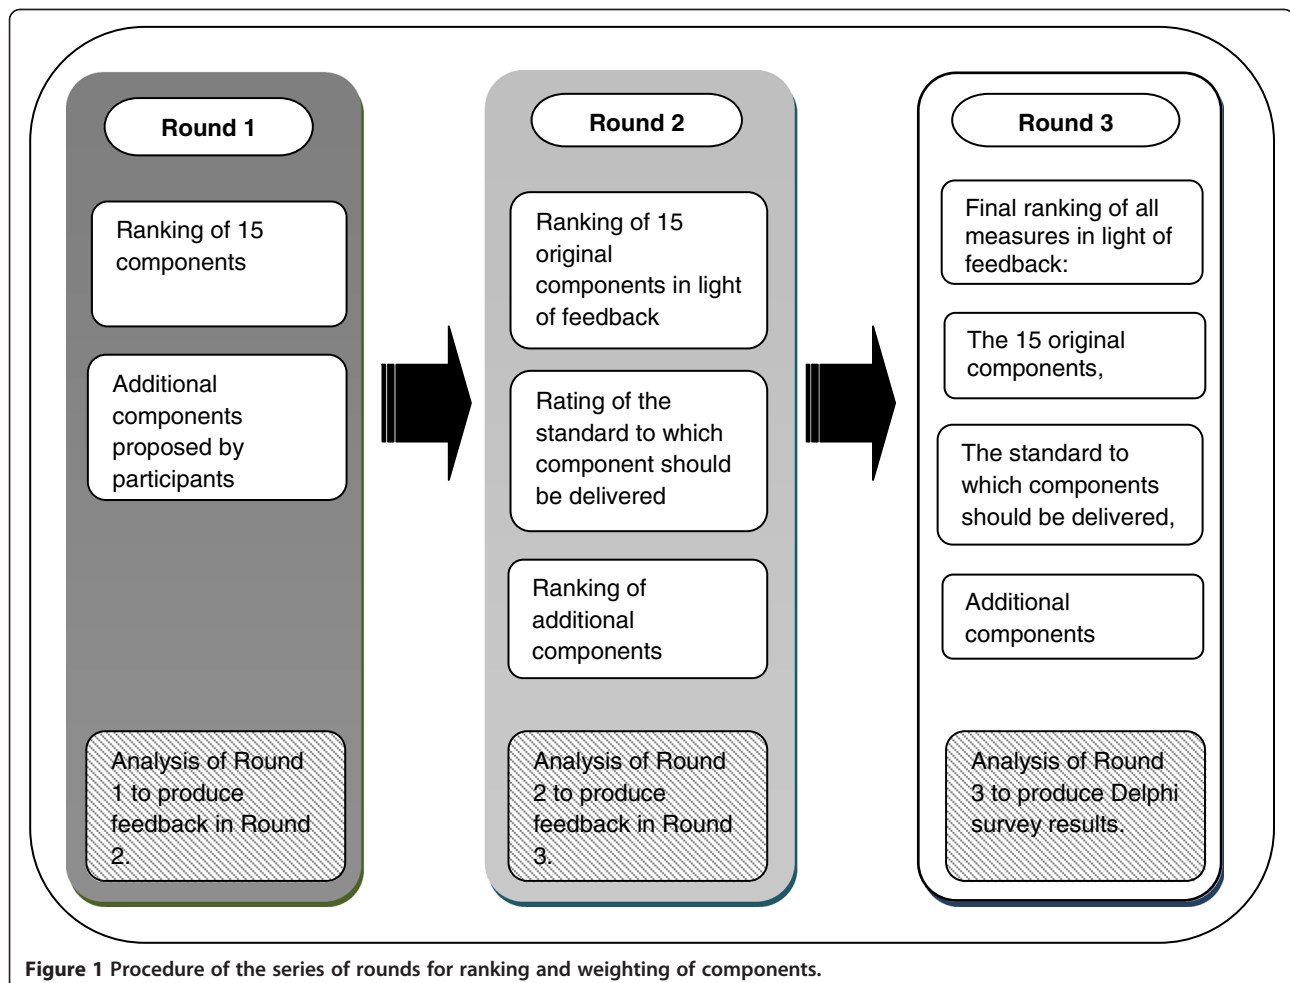 Round 1
Ranking of 15
components
Additional
components
proposed by
participants
Analysis of Round
1 to produce
feedback in Round
2.
Round 2
Ranking of 15
original
components in light
of feedback
Rating of the
standard to which
component should
be delivered
Ranking of
additional
components
Analysis of Round
2 to produce
feedback in Round
3.
Round 3
Final ranking of all
measures in light of
feedback:
The 15 original
components,
The standard to
which components
should be delivered,
Additional
components
Analysis of Round
3 to produce Delphi
survey results.
Figure 1 Procedure of the series of rounds for ranking and weighting of components.